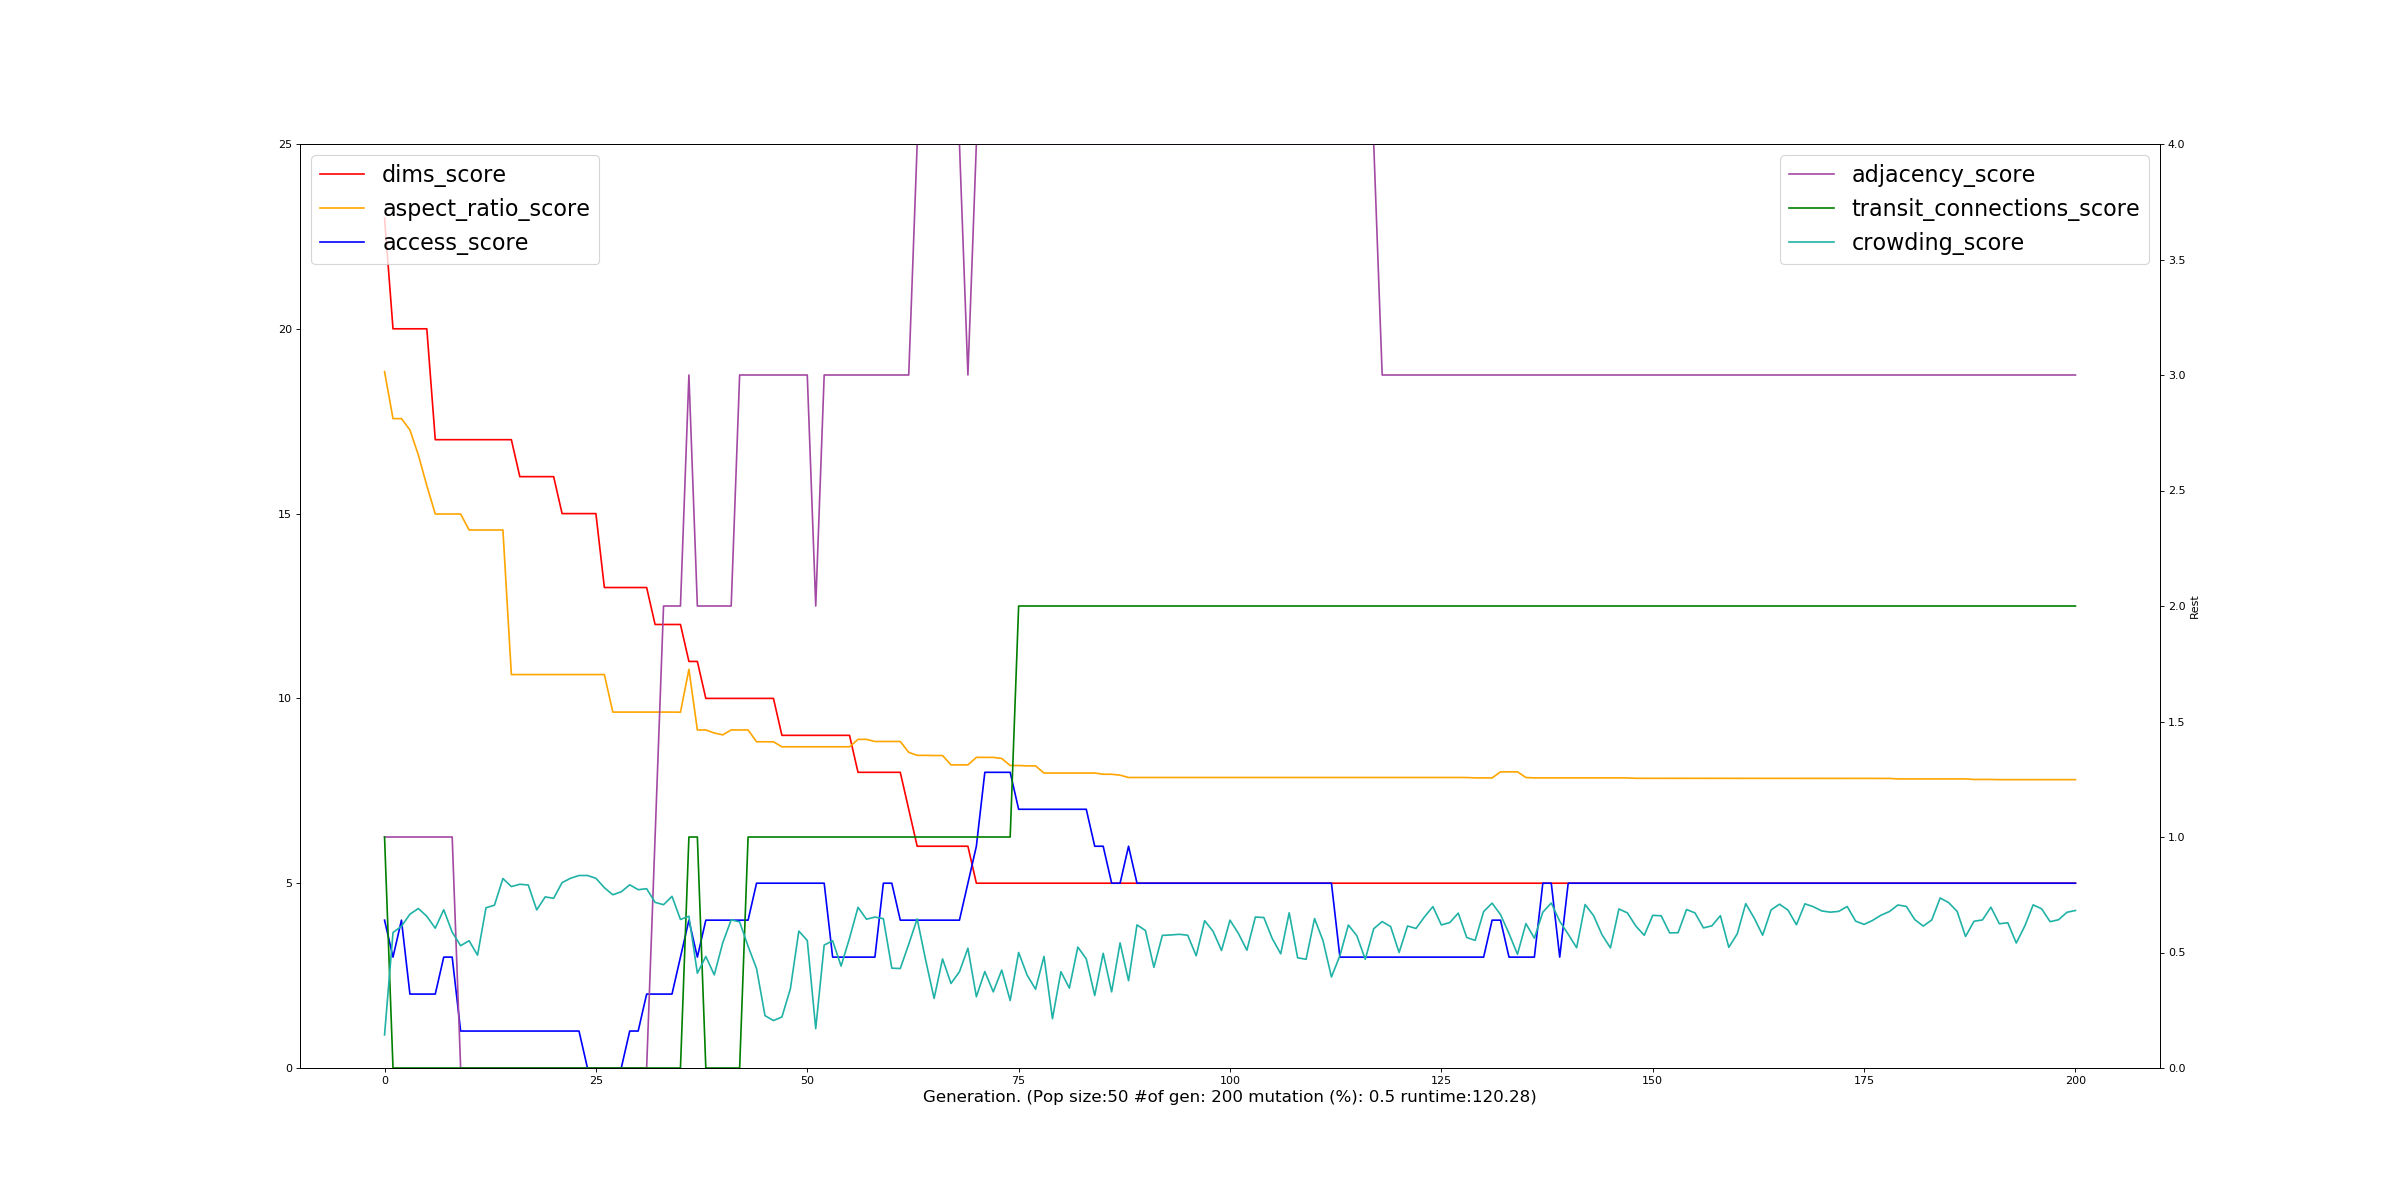 dims_score
aspect_ratio_score
access_score
adjacency_score
transit_connections_score
crowding_score
25
20
15
10
5
0
4.0
3.5
3.0
2.5
2.0
1.5
1.0
0.5
0.0
Rest
0 25 50 75 100 125 150 175 200
Generation. (Pop size:50 #of gen: 200 mutation (%): 0.5 runtime:120.28)